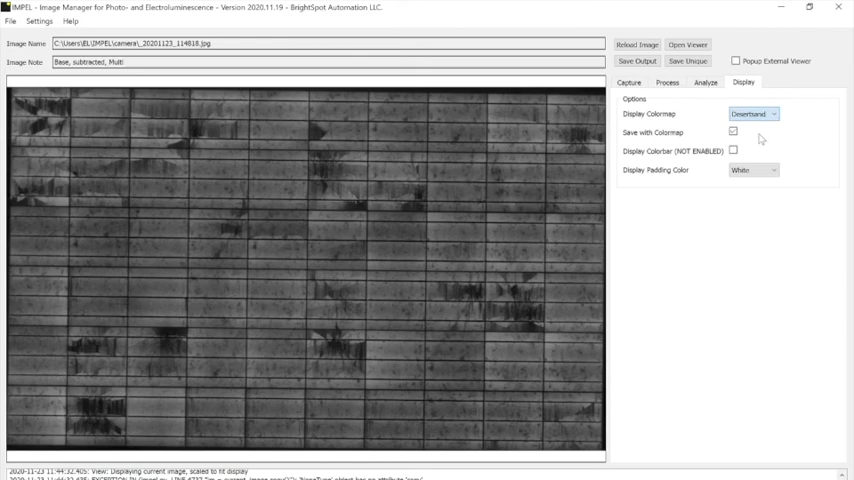 IMPEL - Image Manager for Photo- and Electroluminescence - Version 2020.11.19 - BrightSpot Automation LLC.
File Settings Help
Image Name C:\Users\EL\IMPEL\camera\_20201123_114818.jpg Reload Image Open Viewer
Image Note Base, subtracted, Multi Save Output Save Unique Popup External Viewer
Capture Process Analyze Display
Options
Display Colormap Desertsand
Save with Colormap
Display Colorbar (NOT ENABLED)
Display Padding Color White
2020-11-23 11:44:32.405: View: Displaying current image, scaled to fit display